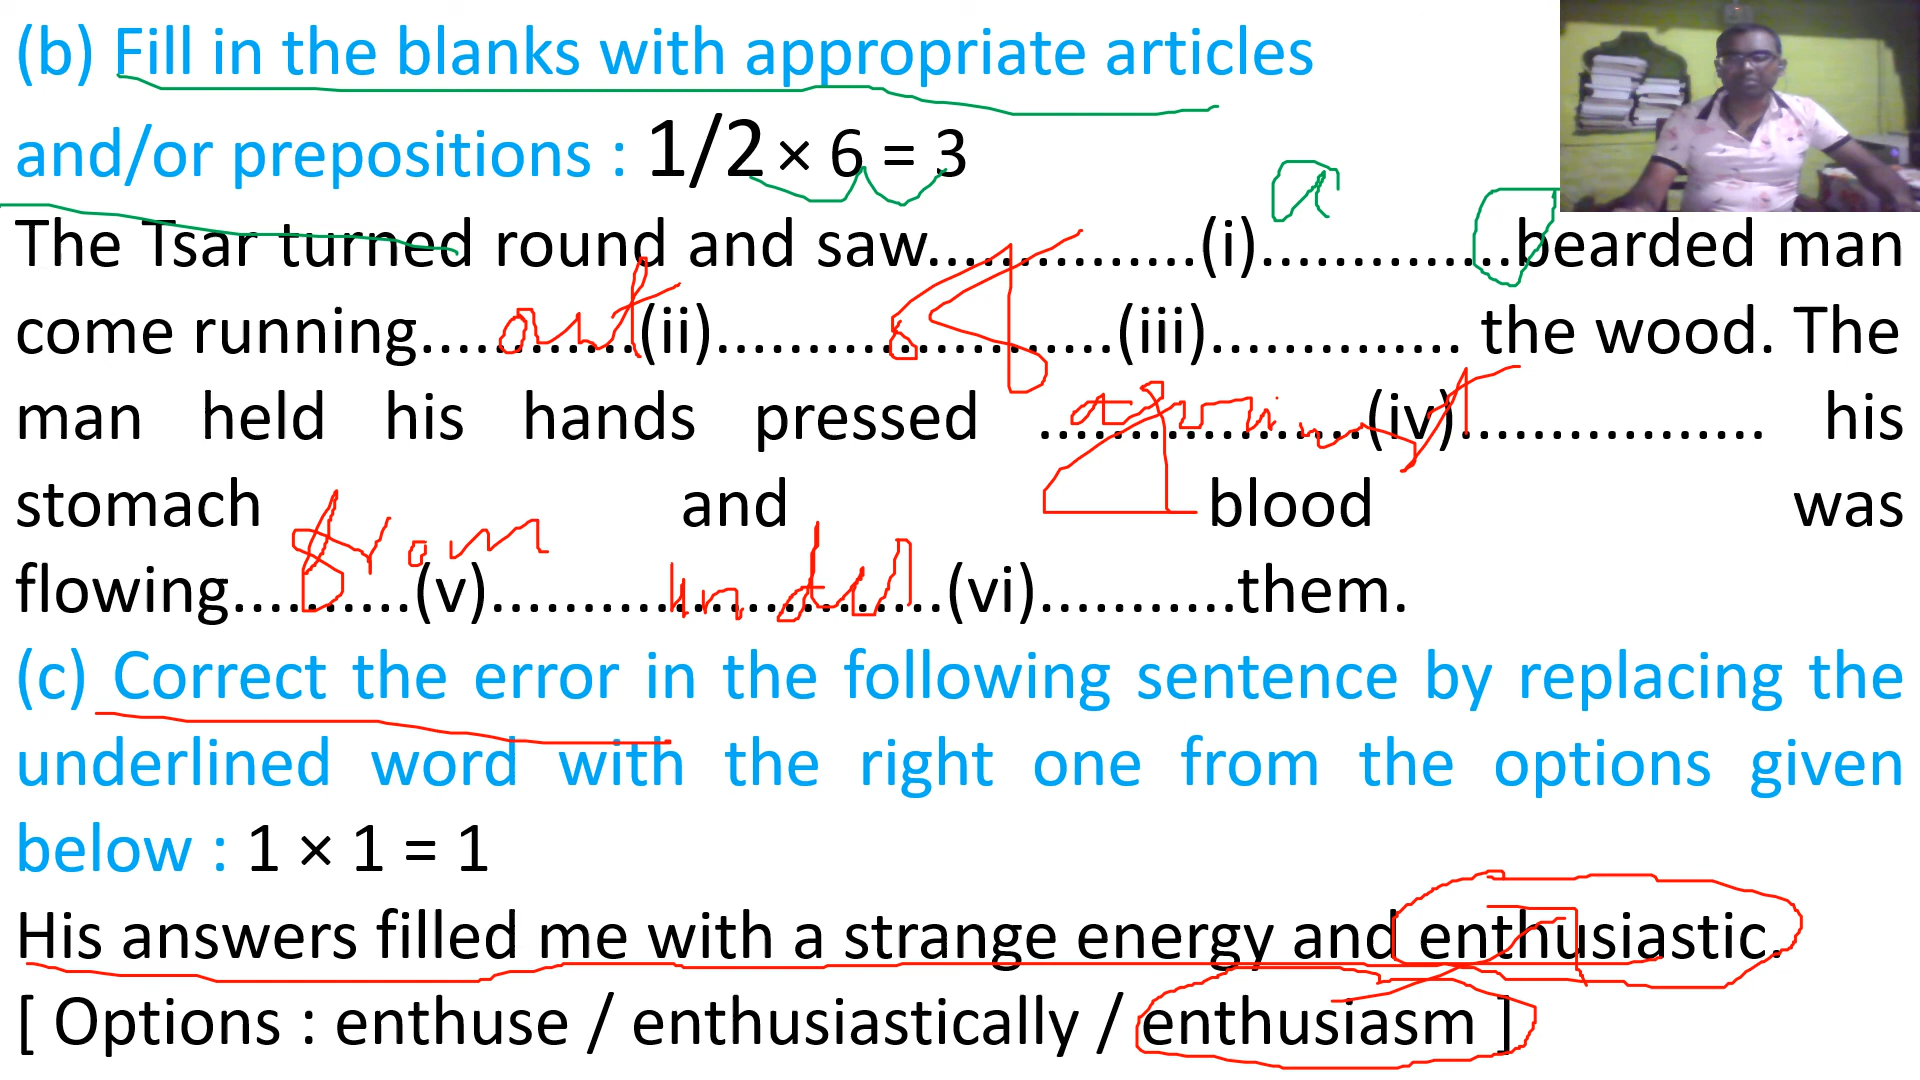 (b) Fill in the blanks with appropriate articles
and/or prepositions : 1/2 × 6 = 3
a
The Tsar turned round and saw...............(i)..............bearded man
come running............(ii)......................(iii).............. the wood. The
out of
man held his hands pressed ..................(iv)................. his
against
stomach and blood was
flowing..........(v).........................(vi)...........them.
from under
(c) Correct the error in the following sentence by replacing the
underlined word with the right one from the options given
below : 1 × 1 = 1
His answers filled me with a strange energy and enthusiastic.
[ Options : enthuse / enthusiastically / enthusiasm ]